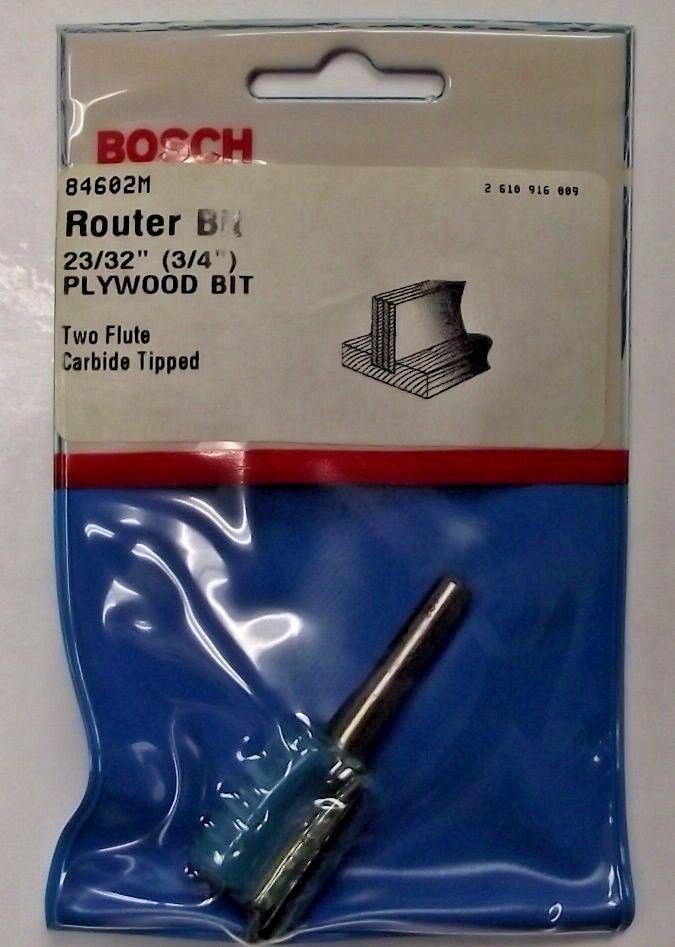 BOSCH
84602M
2 610 916 009
Router Bit
23/32" (3/4")
PLYWOOD BIT
Two Flute
Carbide Tipped